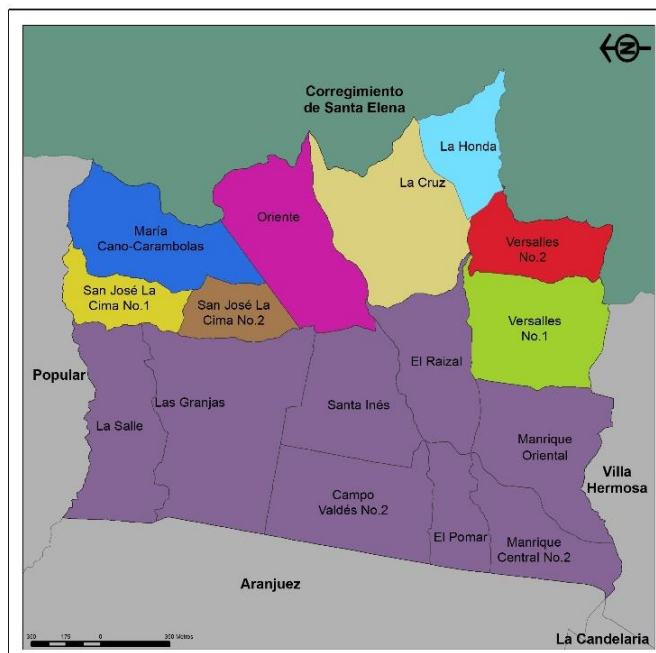 N
Corregimiento
de Santa Elena
La Honda
La Cruz
María
Cano-Carambolas
Oriente
Versalles
No.2
San José La
Cima No.1
San José La
Cima No.2
Versalles
No.1
El Raizal
Popular
Las Granjas
Santa Inés
La Salle
Manrique
Oriental
Villa
Hermosa
Campo
Valdés No.2
El Pomar
Manrique
Central No.2
Aranjuez
La Candelaria
175 0
Metros